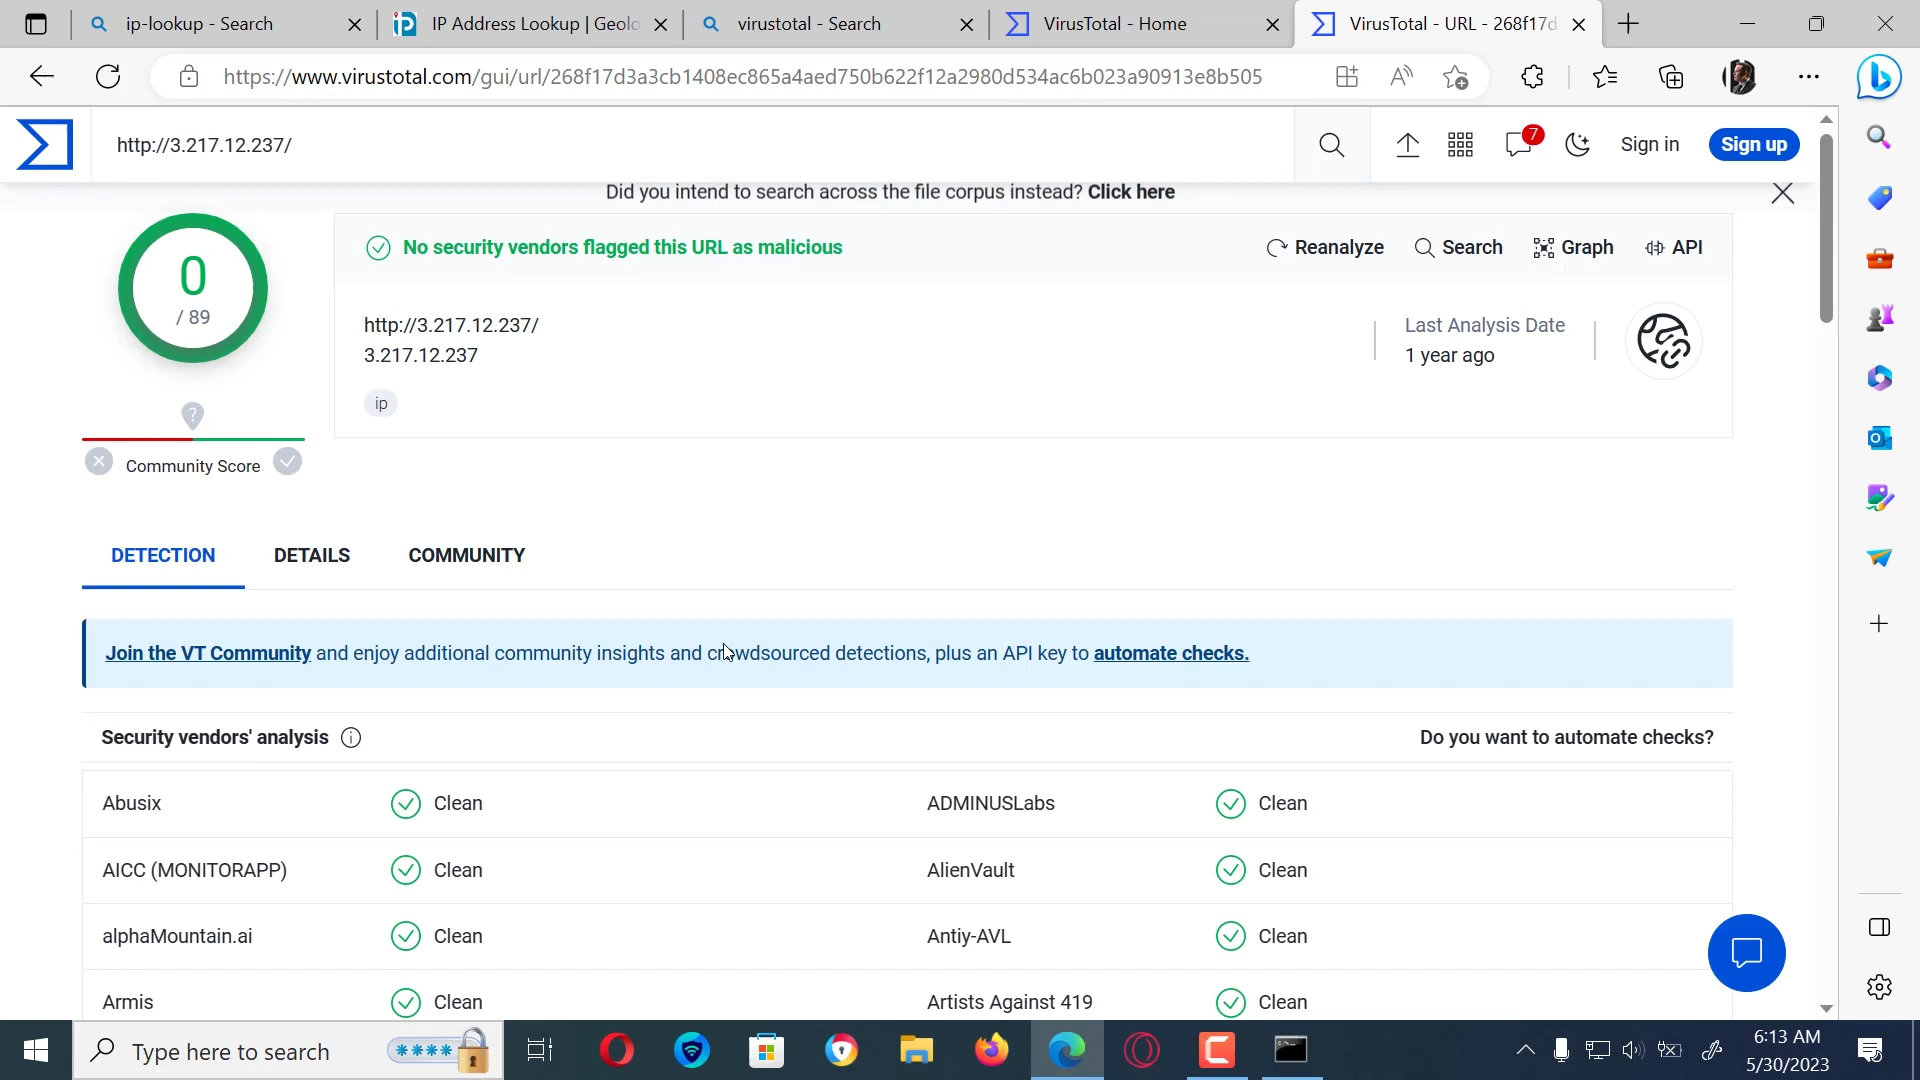 ip-lookup - Search
IP Address Lookup | Geolo
virustotal - Search
VirusTotal - Home
VirusTotal - URL - 268f17d
https://www.virustotal.com/gui/url/268f17d3a3cb1408ec865a4aed750b622f12a2980d534ac6b023a90913e8b505
http://3.217.12.237/
7
Sign in
Sign up
Did you intend to search across the file corpus instead? Click here
0
/ 89
No security vendors flagged this URL as malicious
Reanalyze
Search
Graph
API
http://3.217.12.237/
3.217.12.237
Last Analysis Date
1 year ago
ip
?
Community Score
DETECTION
DETAILS
COMMUNITY
Join the VT Community and enjoy additional community insights and crowdsourced detections, plus an API key to automate checks.
Security vendors' analysis
Do you want to automate checks?
Abusix
Clean
ADMINUSLabs
Clean
AICC (MONITORAPP)
Clean
AlienVault
Clean
alphaMountain.ai
Clean
Antiy-AVL
Clean
Armis
Clean
Artists Against 419
Clean
Type here to search
****
6:13 AM
5/30/2023